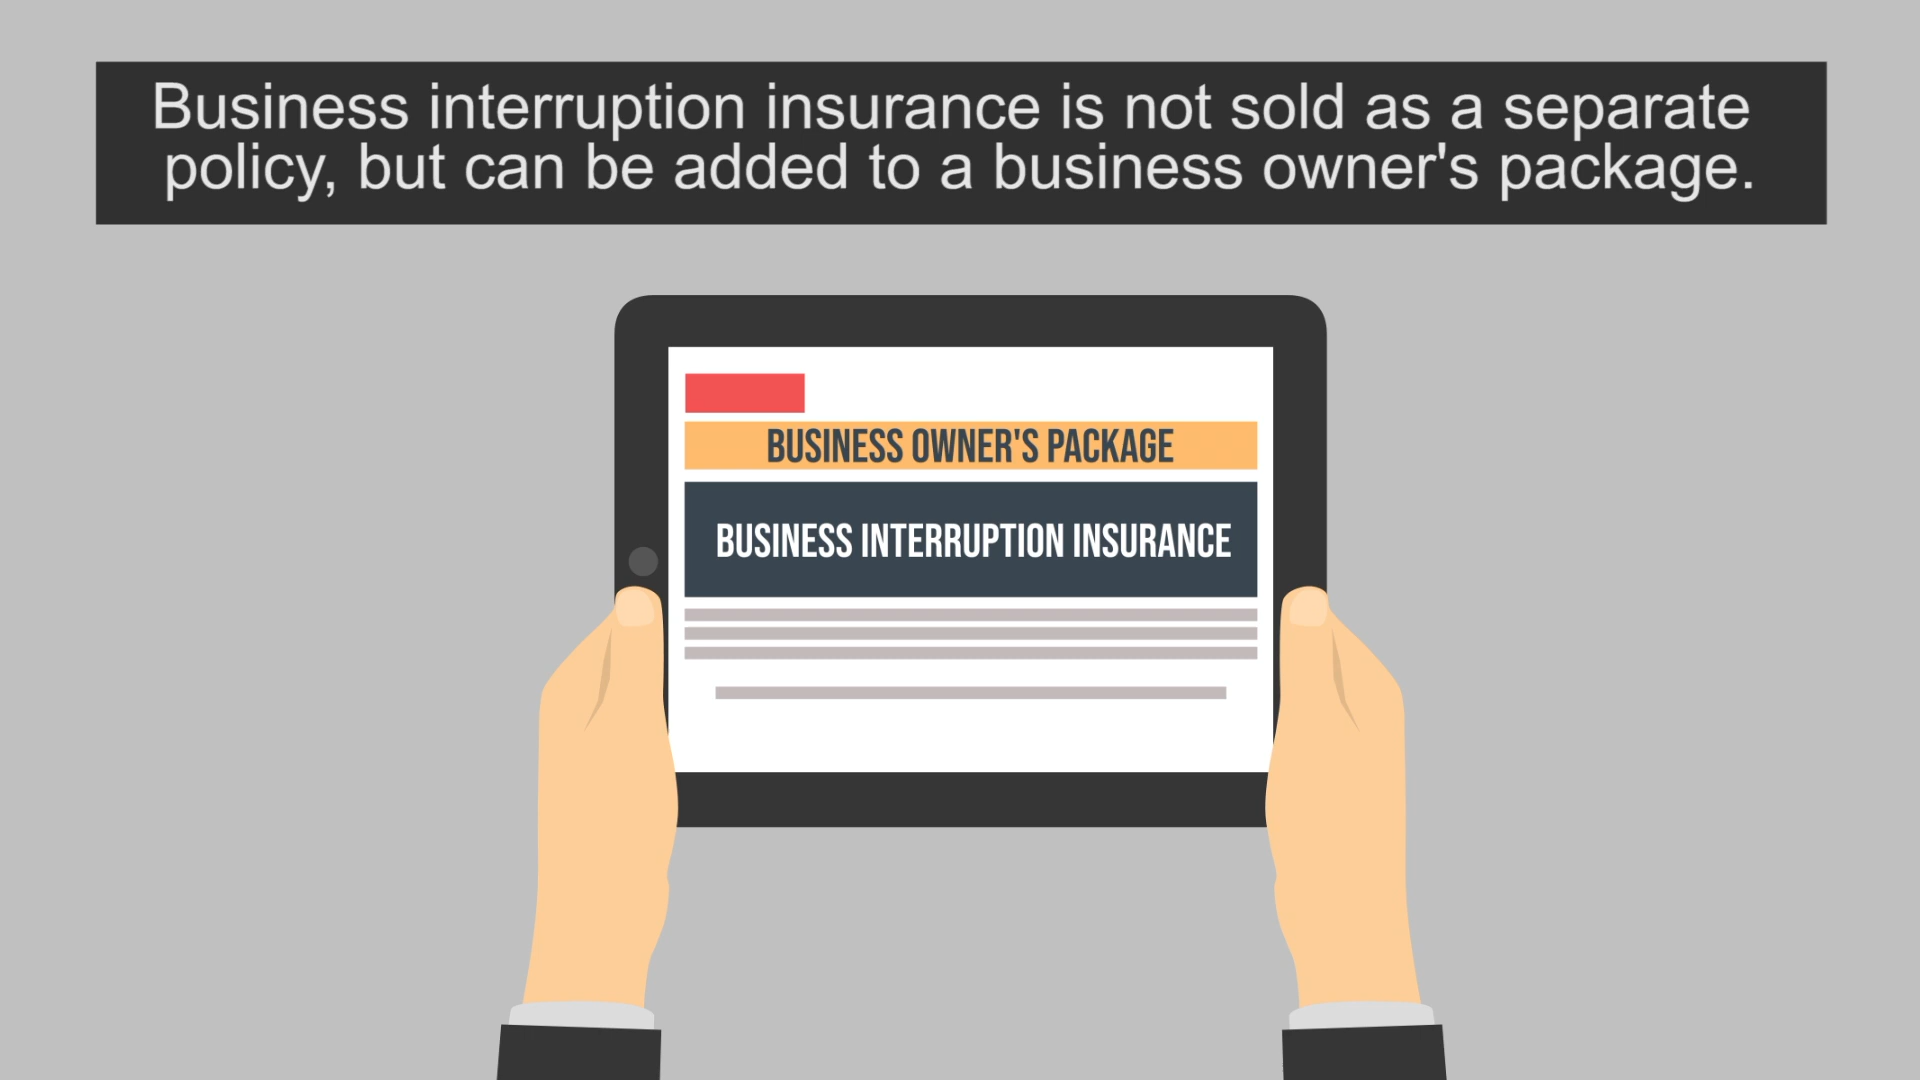 Business interruption insurance is not sold as a separate
policy, but can be added to a business owner's package.
BUSINESS OWNER'S PACKAGE
BUSINESS INTERRUPTION INSURANCE